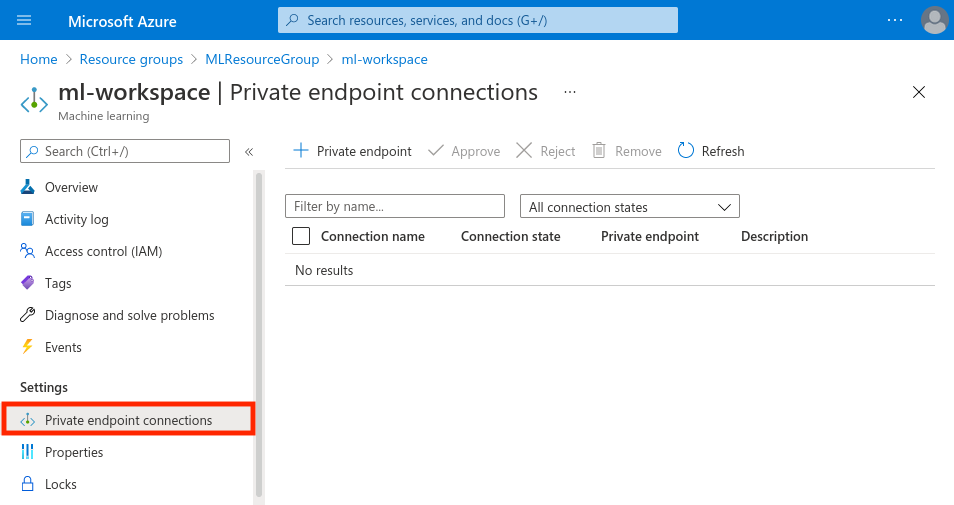 Microsoft Azure
Search resources, services, and docs (G+/)
...
Home > Resource groups > MLResourceGroup > ml-workspace
ml-workspace | Private endpoint connections ...
Machine learning
Search (Ctrl+/)
«
Overview
Activity log
Access control (IAM)
Tags
Diagnose and solve problems
Events
Settings
Private endpoint connections
Properties
Locks
+ Private endpoint Approve Reject Remove Refresh
Filter by name...
All connection states
Connection name Connection state Private endpoint Description
No results